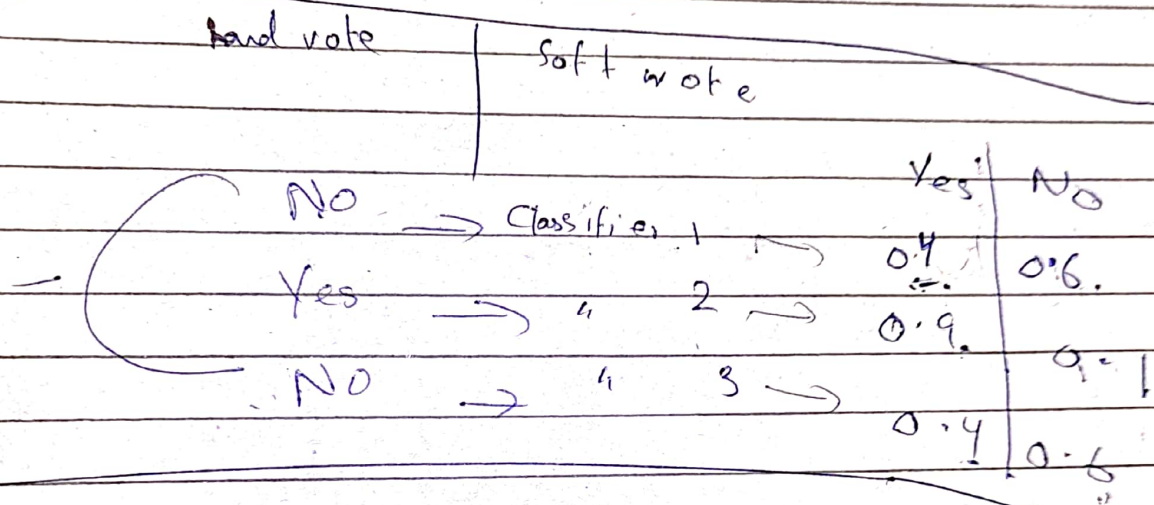 Hard vote Soft vote
Yes No
No → Classifier 1 → 0.4 0.6.
Yes → " 2 → 0.9. 0.1
No → " 3 → 0.4 0.6